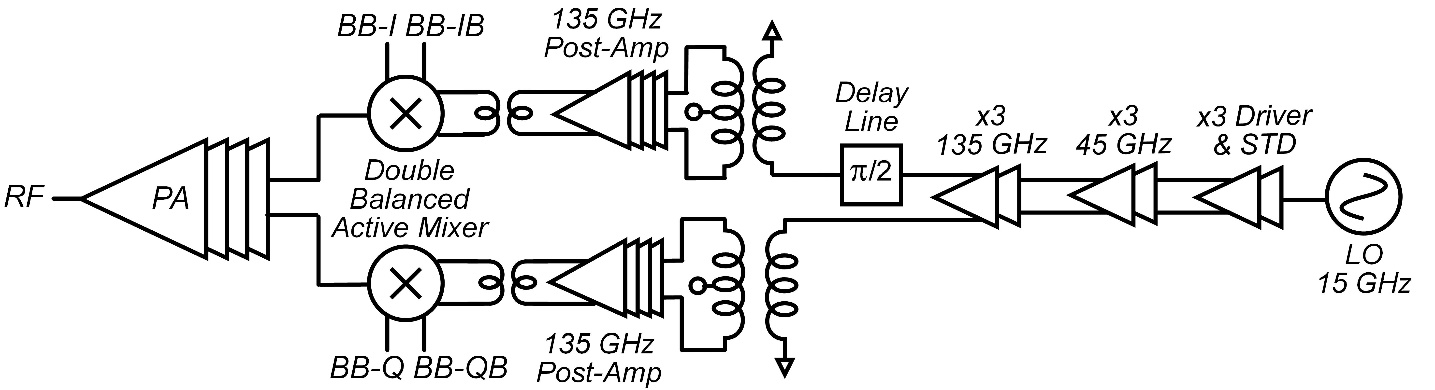 BB-I BB-IB
135 GHz
Post-Amp
Delay
Line
x3
135 GHz
x3
45 GHz
x3 Driver
& STD
RF
PA
Double
Balanced
Active Mixer
π/2
LO
15 GHz
BB-Q BB-QB
135 GHz
Post-Amp